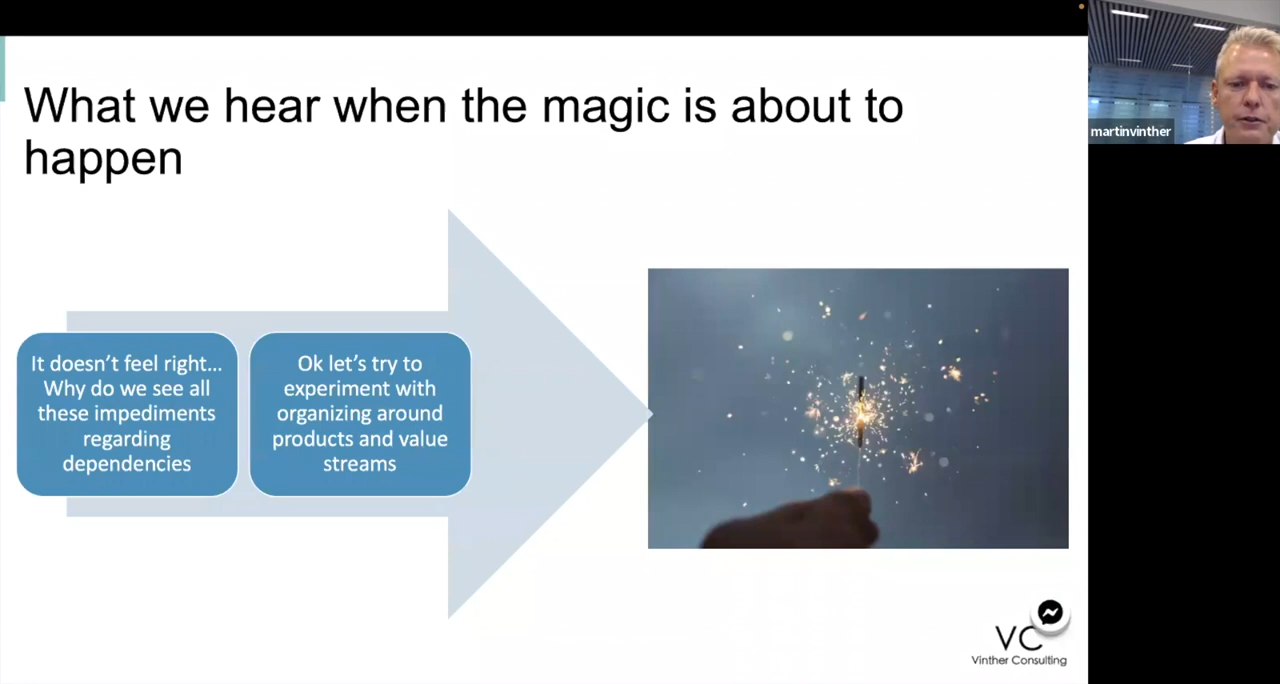 What we hear when the magic is about to
happen
It doesn’t feel right...
Why do we see all
these impediments
regarding
dependencies
Ok let’s try to
experiment with
organizing around
products and value
streams
martinvinther
VC
Vinther Consulting